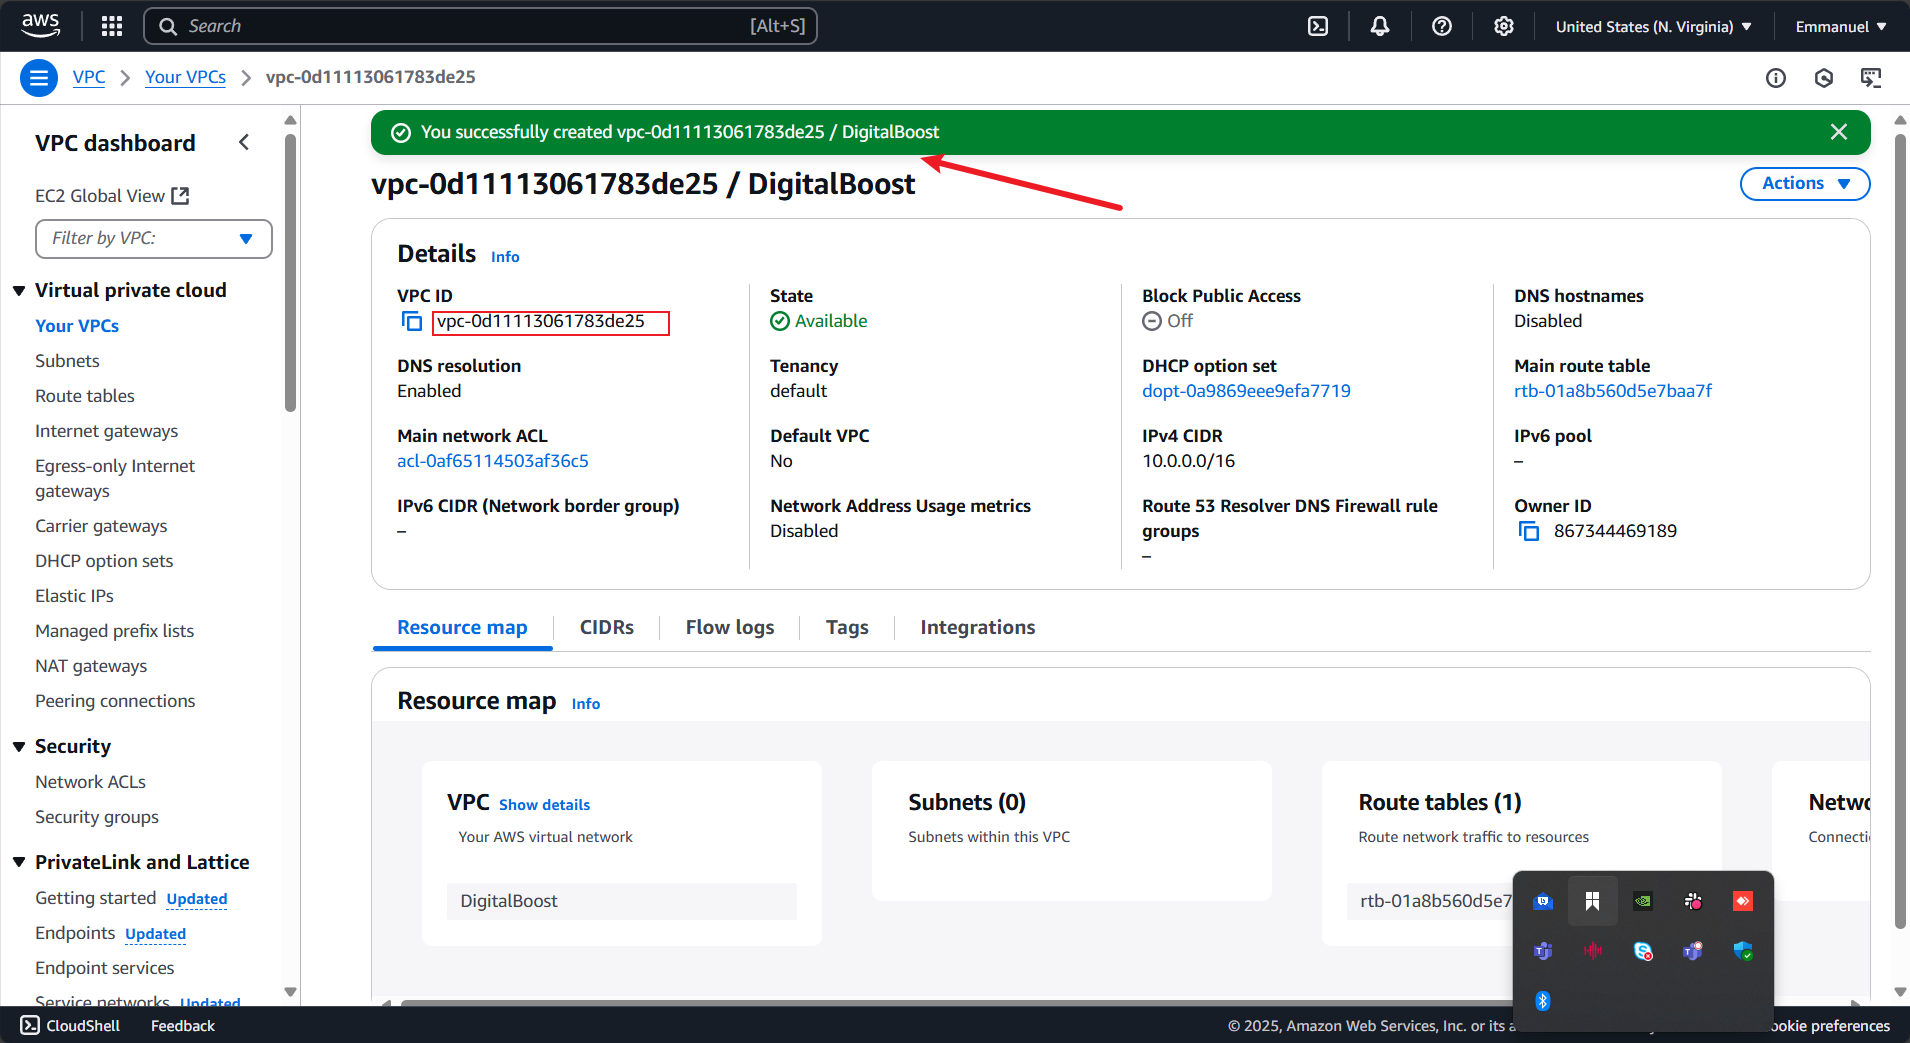 aws
Search
[Alt+S]
United States (N. Virginia)
Emmanuel
VPC
Your VPCs
vpc-0d11113061783de25
VPC dashboard
EC2 Global View
Filter by VPC:
Virtual private cloud
Your VPCs
Subnets
Route tables
Internet gateways
Egress-only Internet
gateways
Carrier gateways
DHCP option sets
Elastic IPs
Managed prefix lists
NAT gateways
Peering connections
Security
Network ACLs
Security groups
PrivateLink and Lattice
Getting started Updated
Endpoints Updated
Endpoint services
Service networks Updated
You successfully created vpc-0d11113061783de25 / DigitalBoost
vpc-0d11113061783de25 / DigitalBoost
Actions
Details Info
VPC ID
vpc-0d11113061783de25
State
Available
Block Public Access
Off
DNS hostnames
Disabled
DNS resolution
Enabled
Tenancy
default
DHCP option set
dopt-0a9869eee9efa7719
Main route table
rtb-01a8b560d5e7baa7f
Main network ACL
acl-0af65114503af36c5
Default VPC
No
IPv4 CIDR
10.0.0.0/16
IPv6 pool
–
IPv6 CIDR (Network border group)
–
Network Address Usage metrics
Disabled
Route 53 Resolver DNS Firewall rule
groups
–
Owner ID
867344469189
Resource map
CIDRs
Flow logs
Tags
Integrations
Resource map Info
VPC Show details
Your AWS virtual network
DigitalBoost
Subnets (0)
Subnets within this VPC
Route tables (1)
Route network traffic to resources
rtb-01a8b560d5e7
Netwo
Connecti
CloudShell
Feedback
© 2025, Amazon Web Services, Inc. or its a
ookie preferences